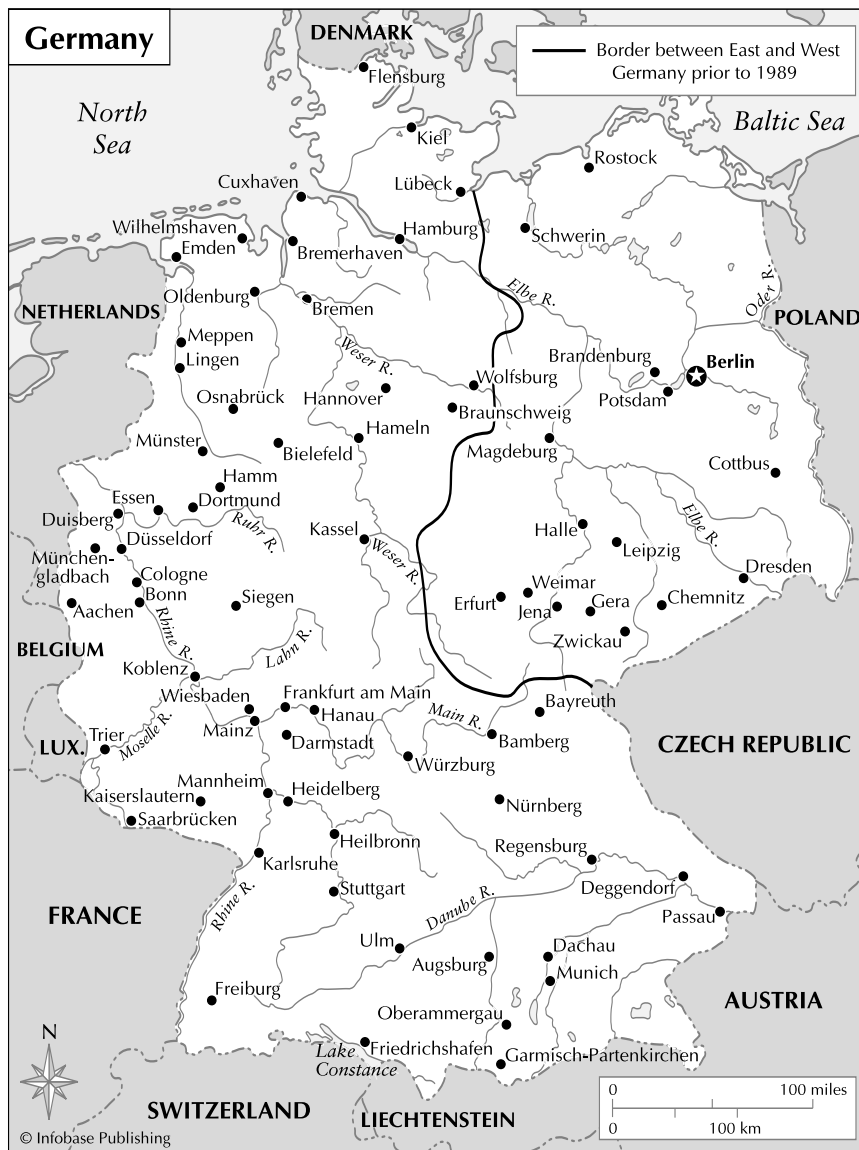 Germany
DENMARK
Border between East and West
Germany prior to 1989
Flensburg
North
Sea
Baltic Sea
Kiel
Rostock
Cuxhaven
Lübeck
Wilhelmshaven
Hamburg
Schwerin
Emden
Bremerhaven
Elbe R.
Oder R.
NETHERLANDS
Oldenburg
Bremen
POLAND
Meppen
Weser R.
Brandenburg
Berlin
Lingen
Wolfsburg
Osnabrück
Hannover
Potsdam
Braunschweig
Hameln
Münster
Bielefeld
Magdeburg
Cottbus
Hamm
Essen
Dortmund
Duisberg
Ruhr R.
Elbe R.
Kassel
Halle
Düsseldorf
Weser R.
Leipzig
München-
gladbach
Cologne
Dresden
Bonn
Siegen
Weimar
Aachen
Erfurt
Jena
Gera
Chemnitz
Rhine R.
Zwickau
BELGIUM
Lahn R.
Koblenz
Wiesbaden
Frankfurt am Main
Bayreuth
Hanau
Main R.
Mainz
Trier
Moselle R.
LUX.
Darmstadt
Bamberg
CZECH REPUBLIC
Würzburg
Mannheim
Kaiserslautern
Heidelberg
Nürnberg
Saarbrücken
Heilbronn
Regensburg
Karlsruhe
Stuttgart
Deggendorf
Rhine R.
Danube R.
FRANCE
Passau
Ulm
Dachau
Augsburg
Munich
Freiburg
AUSTRIA
Oberammergau
N
Lake
Constance
Friedrichshafen
Garmisch-Partenkirchen
0 100 miles
0 100 km
SWITZERLAND
LIECHTENSTEIN
© Infobase Publishing